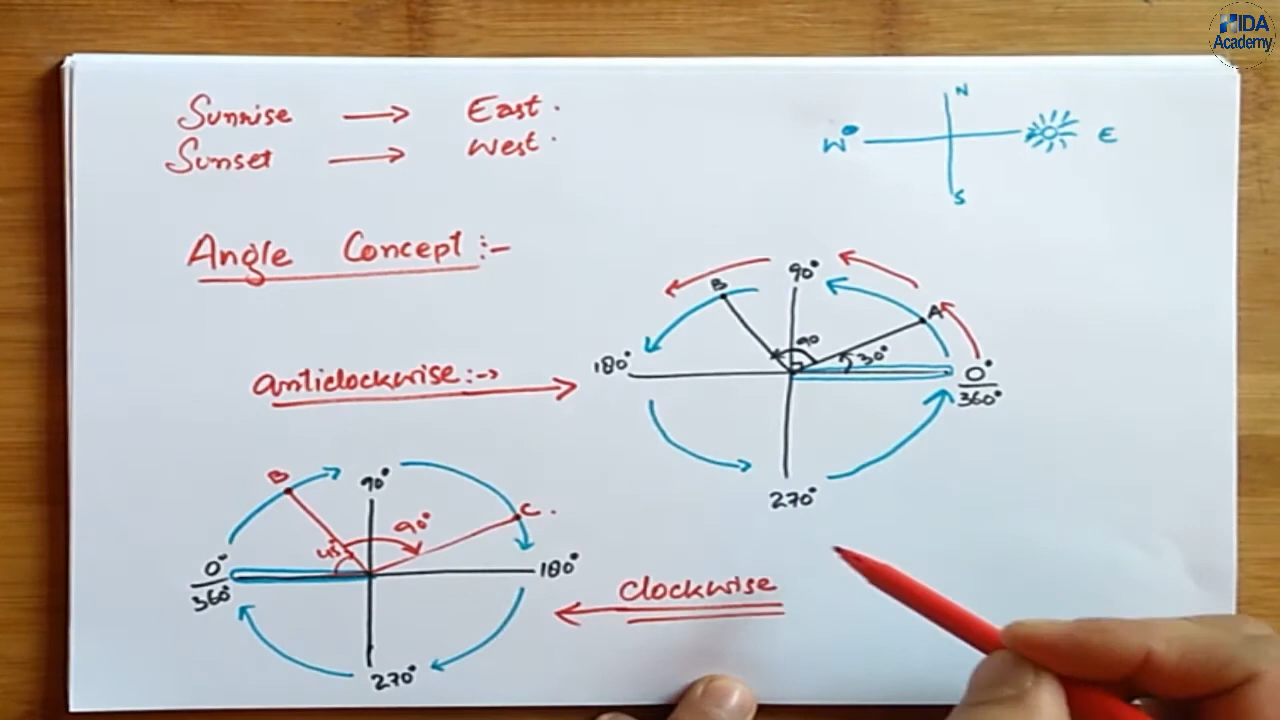 HIDA
Academy
Sunrise → East.
Sunset → West.
N
W
E
S
Angle Concept :-
anticlockwise :→
90°
B
A
90
30°
180°
0°
360°
270°
B
90°
C.
90°
45°
0°
360°
180°
270°
Clockwise